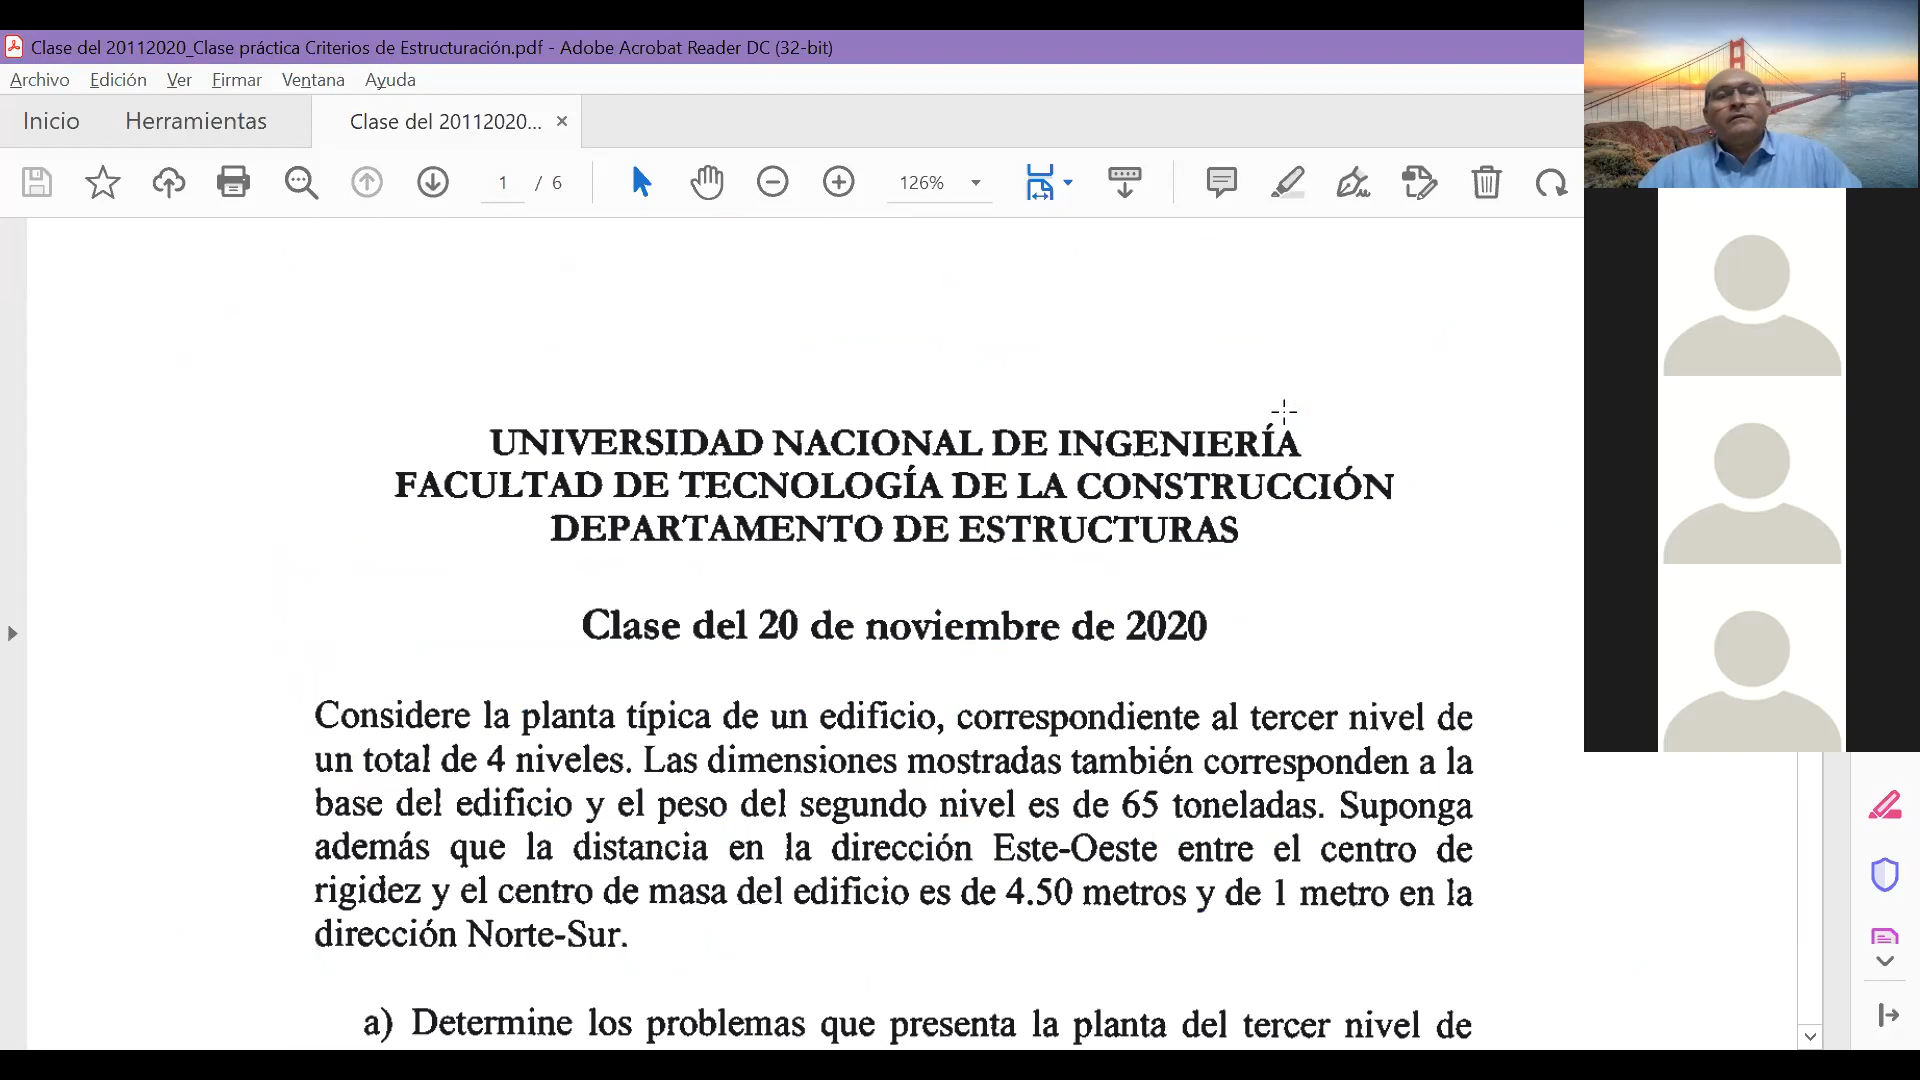 Clase del 20112020_Clase práctica Criterios de Estructuración.pdf - Adobe Acrobat Reader DC (32-bit)
Archivo Edición Ver Firmar Ventana Ayuda
Inicio Herramientas Clase del 20112020... ×
1 / 6 126%
UNIVERSIDAD NACIONAL DE INGENIERÍA
FACULTAD DE TECNOLOGÍA DE LA CONSTRUCCIÓN
DEPARTAMENTO DE ESTRUCTURAS
Clase del 20 de noviembre de 2020
Considere la planta típica de un edificio, correspondiente al tercer nivel de
un total de 4 niveles. Las dimensiones mostradas también corresponden a la
base del edificio y el peso del segundo nivel es de 65 toneladas. Suponga
además que la distancia en la dirección Este-Oeste entre el centro de
rigidez y el centro de masa del edificio es de 4.50 metros y de 1 metro en la
dirección Norte-Sur.
a) Determine los problemas que presenta la planta del tercer nivel de